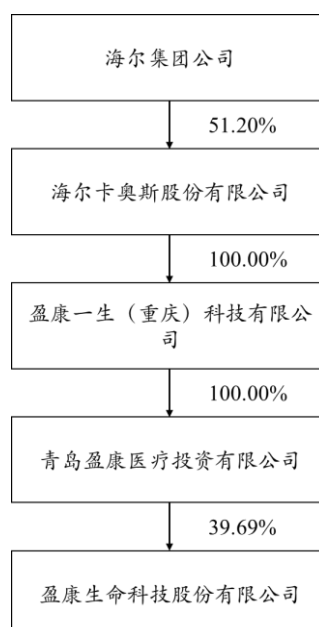 海尔集团公司
51.20%
海尔卡奥斯股份有限公司
100.00%
盈康一生（重庆）科技有限公
司
100.00%
青岛盈康医疗投资有限公司
39.69%
盈康生命科技股份有限公司